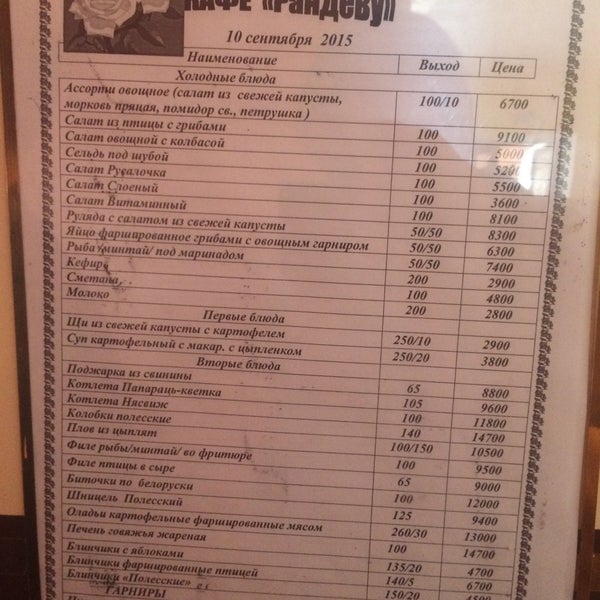 КАФЕ «Рандеву»
10 сентября 2015
Наименование Выход Цена
Холодные блюда
Ассорти овощное (салат из свежей капусты,
морковь пряцая, помидор св., петрушка ) 100/10 6700
Салат из птицы с грибами 100 9100
Салат овощной с колбасой 100 5000
Сельдь под шубой 100 5200
Салат Русалочка 100 5500
Салат Слоеный 100 3600
Салат Витаминный 100 8100
Руляда с салатом из свежей капусты 50/50 8300
Яйцо фаршированное грибами с овощным гарниром 50/50 6300
Рыба /минтай/ под маринадом 50/50 7400
Кефир 200 2900
Сметана 100 4800
Молоко 200 2800
Первые блюда
Щи из свежей капусты с картофелем 250/10 2900
Суп картофельный с макар. с цыпленком 250/20 3800
Вторые блюда
Поджарка из свинины 65 8800
Котлета Папараць-кветка 105 9600
Котлета Нясвиж 100 11800
Колобки полесские 140 14700
Плов из цыплят 100/150 10500
Филе рыбы/минтай/ во фритюре 100 9500
Филе птицы в сыре 65 9000
Биточки по белоруски 100 12000
Шницель Полесский 125 9400
Оладьи картофельные фаршированные мясом 260/30 13000
Печень говяжья жареная 100 14700
Блинчики с яблоками 135/20 4700
Блинчики фаршированные птицей 140/5 6700
Блинчики «Полесские» 150/20 4500
ГАРНИРЫ